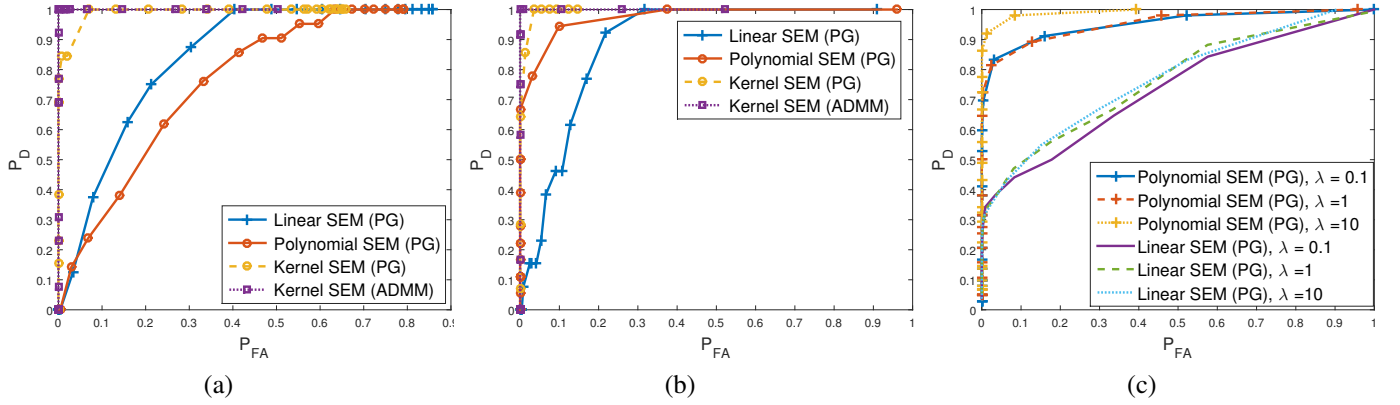 P_D
1
0.9
0.8
0.7
0.6
0.5
0.4
0.3
0.2
0.1
0
0 0.1 0.2 0.3 0.4 0.5 0.6 0.7 0.8 0.9
P_FA
Linear SEM (PG)
Polynomial SEM (PG)
Kernel SEM (PG)
Kernel SEM (ADMM)
(a)
P_D
1
0.9
0.8
0.7
0.6
0.5
0.4
0.3
0.2
0.1
0
0 0.1 0.2 0.3 0.4 0.5 0.6 0.7 0.8 0.9 1
P_FA
Linear SEM (PG)
Polynomial SEM (PG)
Kernel SEM (PG)
Kernel SEM (ADMM)
(b)
P_D
1
0.9
0.8
0.7
0.6
0.5
0.4
0.3
0.2
0.1
0
0 0.1 0.2 0.3 0.4 0.5 0.6 0.7 0.8 0.9 1
P_FA
Polynomial SEM (PG), λ = 0.1
Polynomial SEM (PG), λ =1
Polynomial SEM (PG), λ =10
Linear SEM (PG), λ = 0.1
Linear SEM (PG), λ =1
Linear SEM (PG), λ =10
(c)